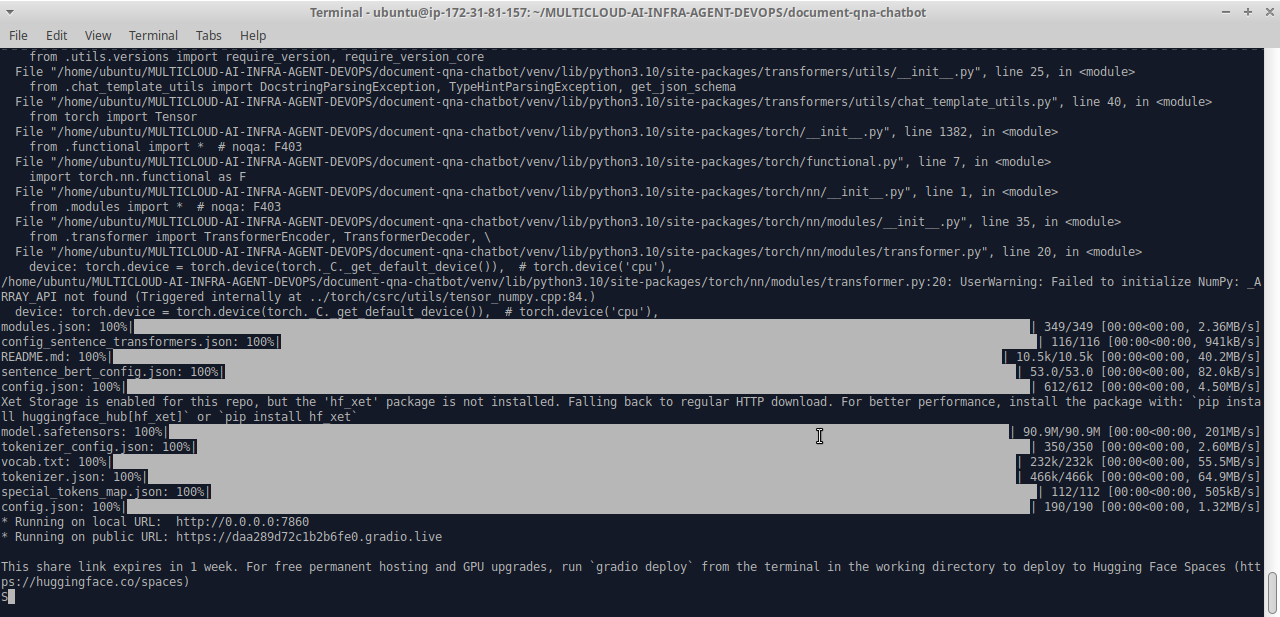 Terminal - ubuntu@ip-172-31-81-157: ~/MULTICLOUD-AI-INFRA-AGENT-DEVOPS/document-qna-chatbot
File Edit View Terminal Tabs Help
    from .utils.versions import require_version, require_version_core
  File "/home/ubuntu/MULTICLOUD-AI-INFRA-AGENT-DEVOPS/document-qna-chatbot/venv/lib/python3.10/site-packages/transformers/utils/__init__.py", line 25, in <module>
    from .chat_template_utils import DocstringParsingException, TypeHintParsingException, get_json_schema
  File "/home/ubuntu/MULTICLOUD-AI-INFRA-AGENT-DEVOPS/document-qna-chatbot/venv/lib/python3.10/site-packages/transformers/utils/chat_template_utils.py", line 40, in <module>
    from torch import Tensor
  File "/home/ubuntu/MULTICLOUD-AI-INFRA-AGENT-DEVOPS/document-qna-chatbot/venv/lib/python3.10/site-packages/torch/__init__.py", line 1382, in <module>
    from .functional import *  # noqa: F403
  File "/home/ubuntu/MULTICLOUD-AI-INFRA-AGENT-DEVOPS/document-qna-chatbot/venv/lib/python3.10/site-packages/torch/functional.py", line 7, in <module>
    import torch.nn.functional as F
  File "/home/ubuntu/MULTICLOUD-AI-INFRA-AGENT-DEVOPS/document-qna-chatbot/venv/lib/python3.10/site-packages/torch/nn/__init__.py", line 1, in <module>
    from .modules import *  # noqa: F403
  File "/home/ubuntu/MULTICLOUD-AI-INFRA-AGENT-DEVOPS/document-qna-chatbot/venv/lib/python3.10/site-packages/torch/nn/modules/__init__.py", line 35, in <module>
    from .transformer import TransformerEncoder, TransformerDecoder, \
  File "/home/ubuntu/MULTICLOUD-AI-INFRA-AGENT-DEVOPS/document-qna-chatbot/venv/lib/python3.10/site-packages/torch/nn/modules/transformer.py", line 20, in <module>
    device: torch.device = torch.device(torch._C._get_default_device()),  # torch.device('cpu'),
/home/ubuntu/MULTICLOUD-AI-INFRA-AGENT-DEVOPS/document-qna-chatbot/venv/lib/python3.10/site-packages/torch/nn/modules/transformer.py:20: UserWarning: Failed to initialize NumPy: _A
RRAY_API not found (Triggered internally at ../torch/csrc/utils/tensor_numpy.cpp:84.)
  device: torch.device = torch.device(torch._C._get_default_device()),  # torch.device('cpu'),
modules.json: 100%| | 349/349 [00:00<00:00, 2.36MB/s]
config_sentence_transformers.json: 100%| | 116/116 [00:00<00:00, 941kB/s]
README.md: 100%| | 10.5k/10.5k [00:00<00:00, 40.2MB/s]
sentence_bert_config.json: 100%| | 53.0/53.0 [00:00<00:00, 82.0kB/s]
config.json: 100%| | 612/612 [00:00<00:00, 4.50MB/s]
Xet Storage is enabled for this repo, but the 'hf_xet' package is not installed. Falling back to regular HTTP download. For better performance, install the package with: `pip insta
ll huggingface_hub[hf_xet]` or `pip install hf_xet`
model.safetensors: 100%| | 90.9M/90.9M [00:00<00:00, 201MB/s]
tokenizer_config.json: 100%| | 350/350 [00:00<00:00, 2.60MB/s]
vocab.txt: 100%| | 232k/232k [00:00<00:00, 55.5MB/s]
tokenizer.json: 100%| | 466k/466k [00:00<00:00, 64.9MB/s]
special_tokens_map.json: 100%| | 112/112 [00:00<00:00, 505kB/s]
config.json: 100%| | 190/190 [00:00<00:00, 1.32MB/s]
* Running on local URL:  http://0.0.0.0:7860
* Running on public URL: https://daa289d72c1b2b6fe0.gradio.live

This share link expires in 1 week. For free permanent hosting and GPU upgrades, run `gradio deploy` from the terminal in the working directory to deploy to Hugging Face Spaces (htt
ps://huggingface.co/spaces)
S